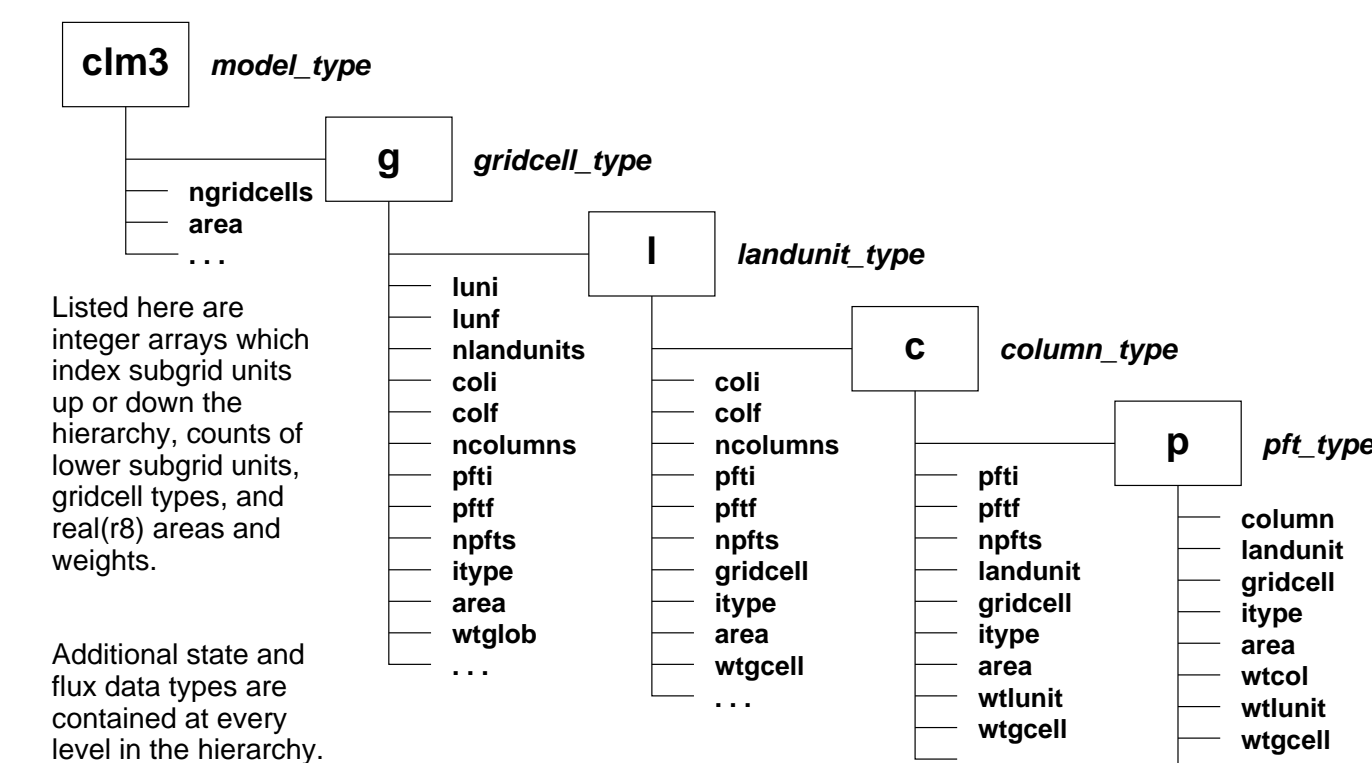 clm3
model_type
g
gridcell_type
ngridcells
area
. . .
l
landunit_type
luni
lunf
nlandunits
coli
colf
ncolumns
pfti
pftf
npfts
itype
area
wtglob
. . .
c
column_type
coli
colf
ncolumns
pfti
pftf
npfts
gridcell
itype
area
wtgcell
. . .
p
pft_type
pfti
pftf
npfts
landunit
gridcell
itype
area
wtlunit
wtgcell
column
landunit
gridcell
itype
area
wtcol
wtlunit
wtgcell
Listed here are
integer arrays which
index subgrid units
up or down the
hierarchy, counts of
lower subgrid units,
gridcell types, and
real(r8) areas and
weights.
Additional state and
flux data types are
contained at every
level in the hierarchy.